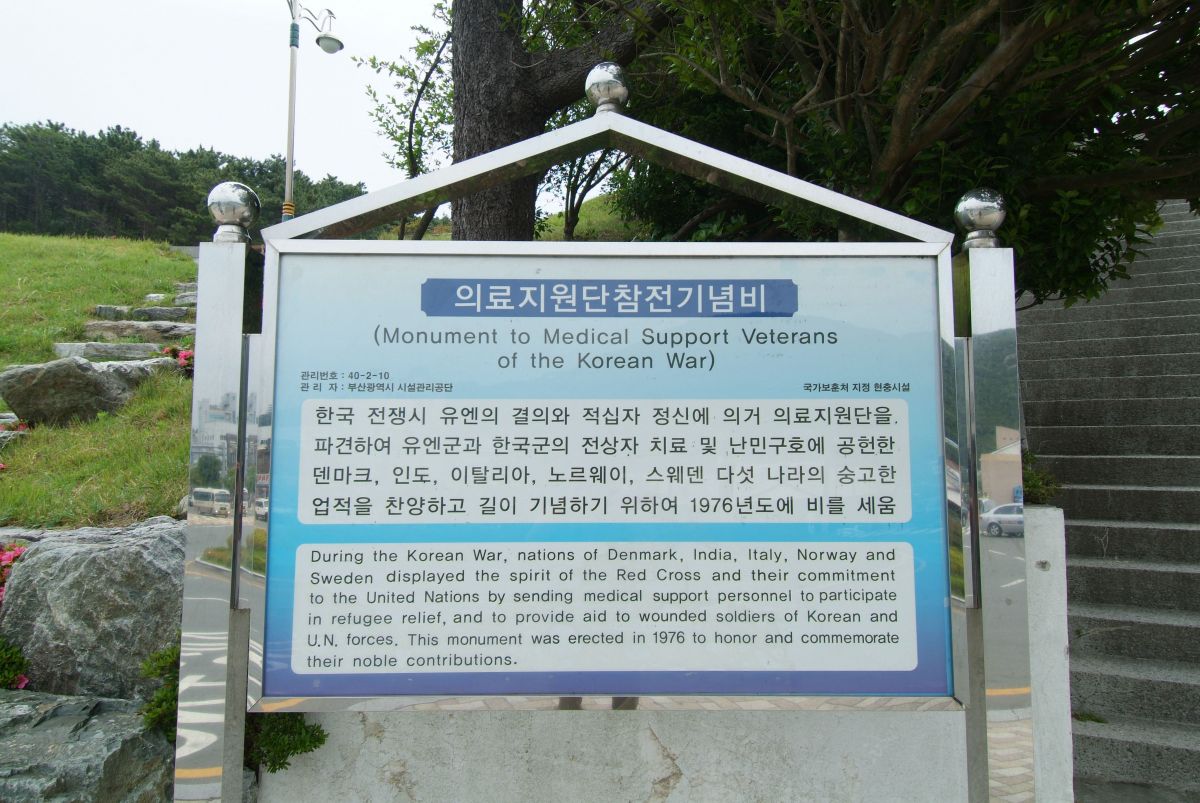 의료지원단참전기념비
(Monument to Medical Support Veterans
of the Korean War)
관리번호 : 40-2-10
관 리 자 : 부산광역시 시설관리공단
국가보훈처 지정 현충시설
한국 전쟁시 유엔의 결의와 적십자 정신에 의거 의료지원단을
파견하여 유엔군과 한국군의 전상자 치료 및 난민구호에 공헌한
덴마크, 인도, 이탈리아, 노르웨이, 스웨덴 다섯 나라의 숭고한
업적을 찬양하고 길이 기념하기 위하여 1976년도에 비를 세움
During the Korean War, nations of Denmark, India, Italy, Norway and
Sweden displayed the spirit of the Red Cross and their commitment
to the United Nations by sending medical support personnel to participate
in refugee relief, and to provide aid to wounded soldiers of Korean and
U.N. forces. This monument was erected in 1976 to honor and commemorate
their noble contributions.